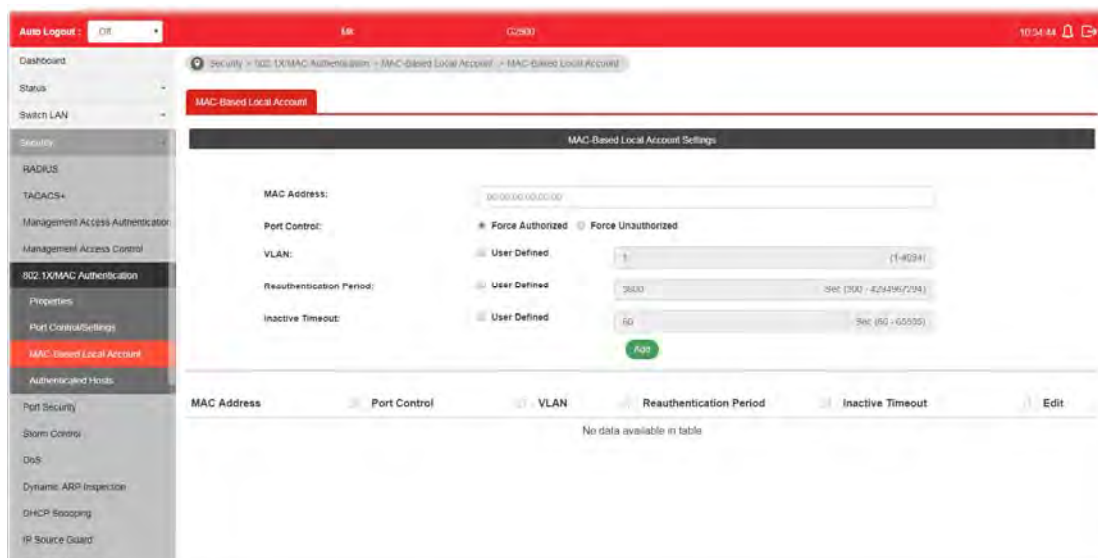 Auto Logout : Off G2900 10:34:44
Dashboard
Security > 802.1X/MAC Authentication > MAC-Based Local Account > MAC-Based Local Account
Status
Switch LAN
MAC-Based Local Account
Security
MAC-Based Local Account Settings
RADIUS
TACACS+
Management Access Authentication
Management Access Control
802.1X/MAC Authentication
Properties
Port Control/Settings
MAC-Based Local Account
Authenticated Hosts
Port Security
Storm Control
DoS
Dynamic ARP Inspection
DHCP Snooping
IP Source Guard
MAC Address: 00:00:00:00:00:00
Port Control: Force Authorized Force Unauthorized
VLAN: User Defined 1 (1-4094)
Reauthentication Period: User Defined 3600 Sec (300 - 4294967294)
Inactive Timeout: User Defined 60 Sec (60 - 65535)
Add
MAC Address Port Control VLAN Reauthentication Period Inactive Timeout Edit
No data available in table